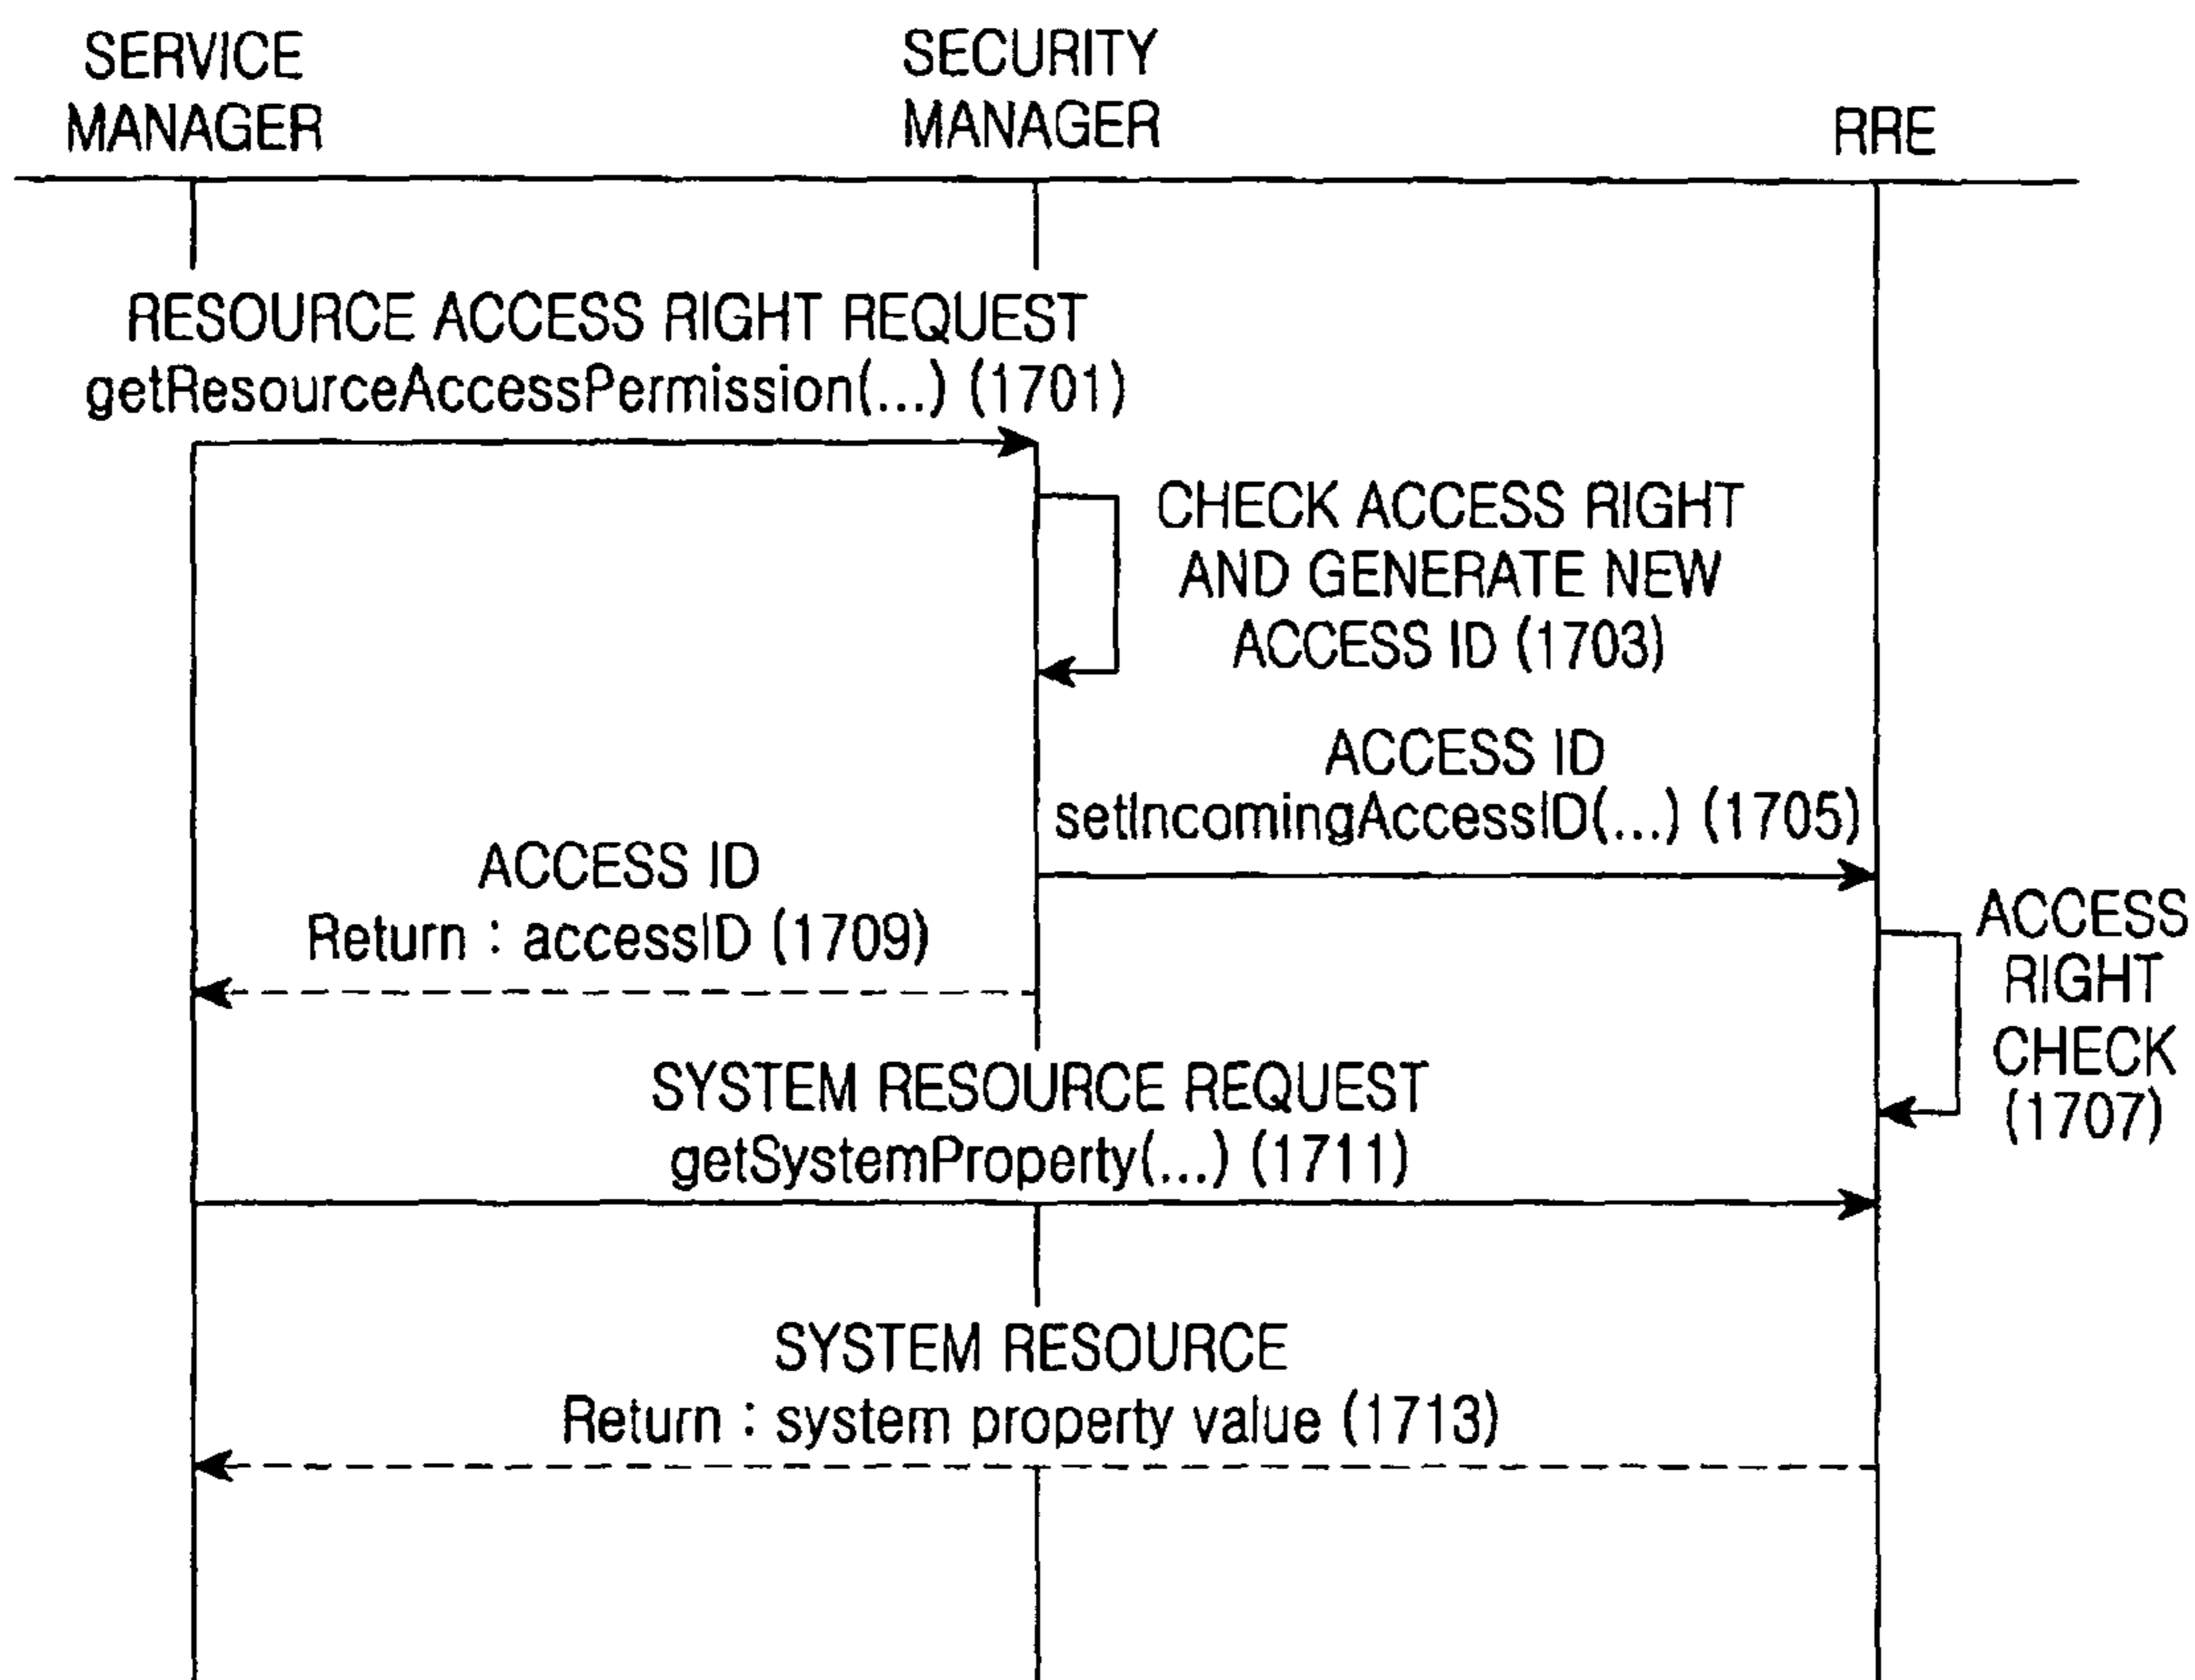 SERVICE
MANAGER
SECURITY
MANAGER
RRE
RESOURCE ACCESS RIGHT REQUEST
getResourceAccessPermission(...) (1701)
CHECK ACCESS RIGHT
AND GENERATE NEW
ACCESS ID (1703)
ACCESS ID
setIncomingAccessID(...) (1705)
ACCESS ID
Return : accessID (1709)
ACCESS
RIGHT
CHECK
(1707)
SYSTEM RESOURCE REQUEST
getSystemProperty(...) (1711)
SYSTEM RESOURCE
Return : system property value (1713)